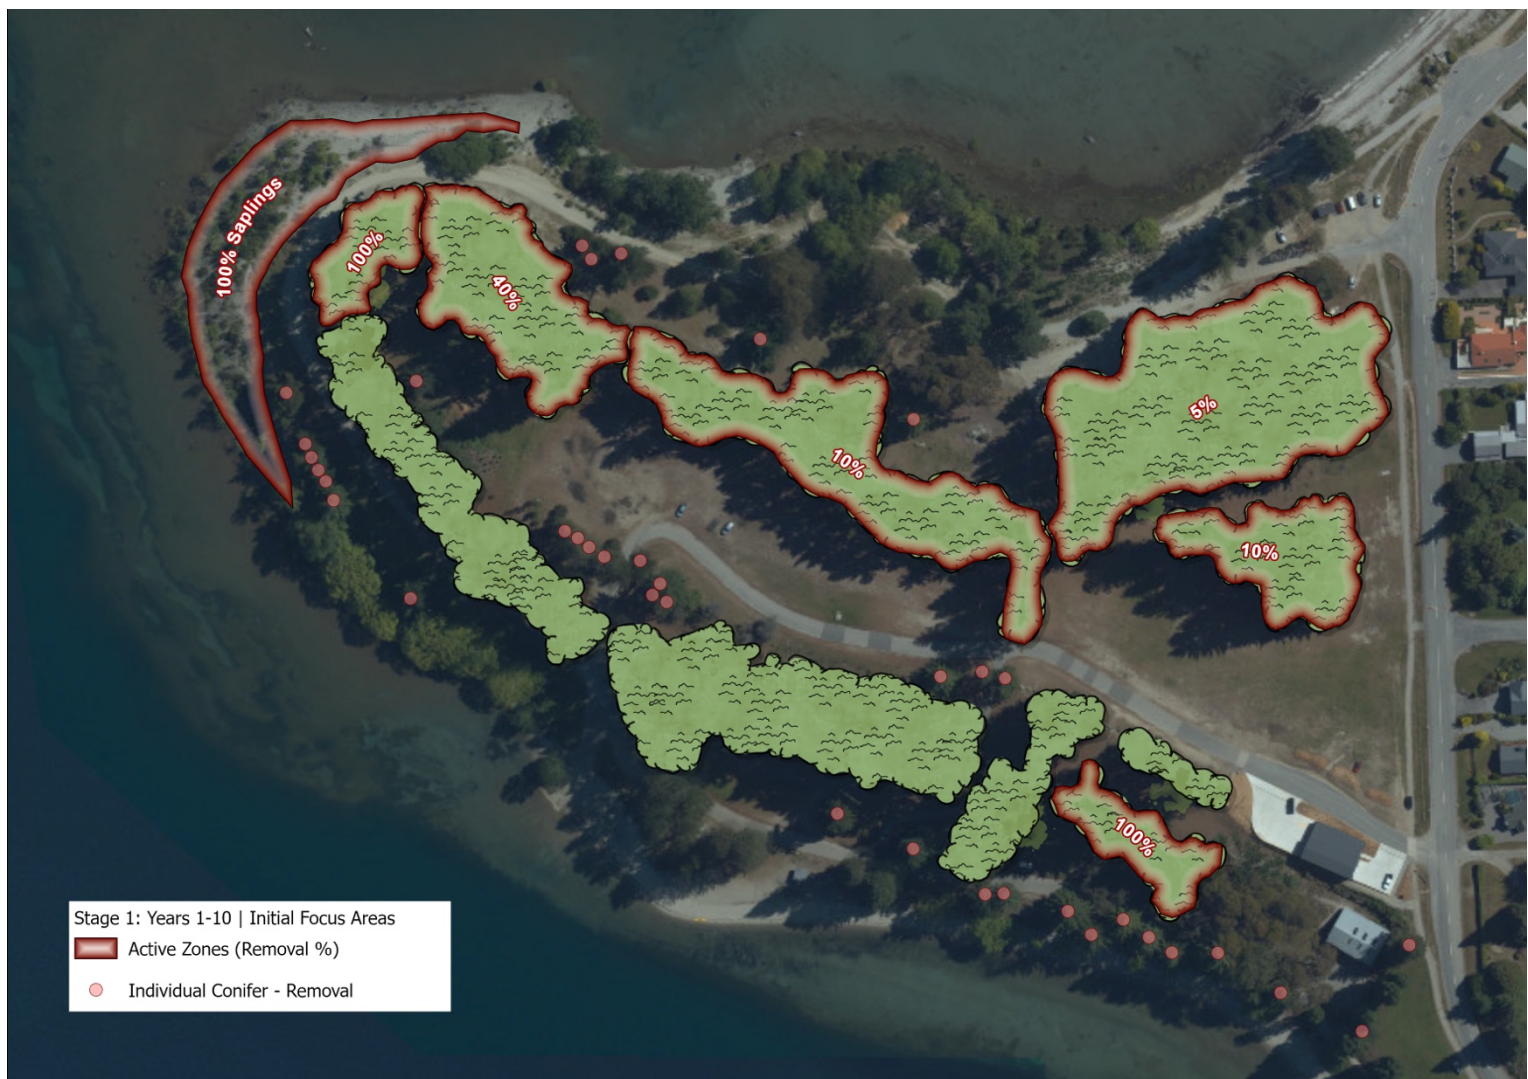 100% Saplings
100%
40%
10%
5%
10%
100%
Stage 1: Years 1-10 | Initial Focus Areas
Active Zones (Removal %)
Individual Conifer - Removal